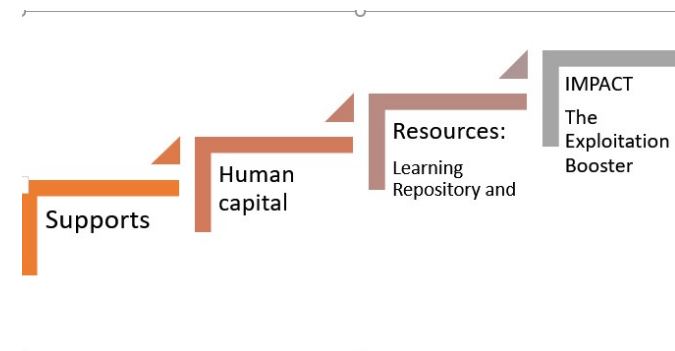 Supports
Human
capital
Resources:
Learning
Repository and
IMPACT
The
Exploitation
Booster